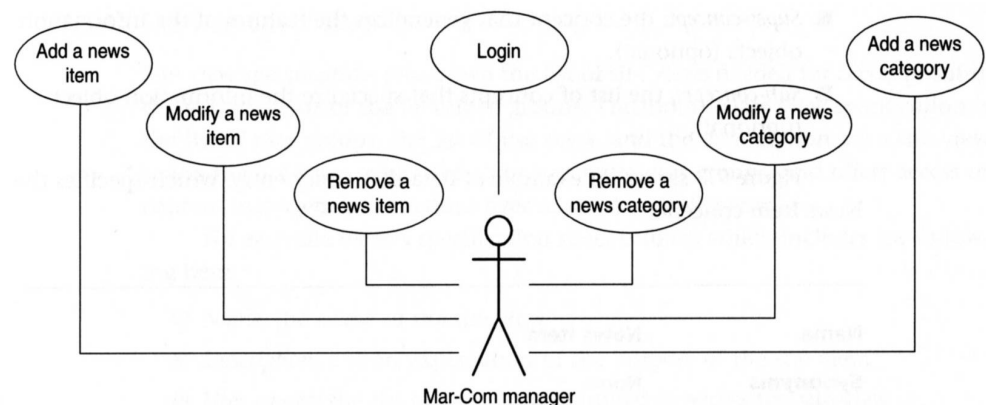 Add a news
item
Login
Add a news
category
Modify a news
item
Modify a news
category
Remove a
news item
Remove a
news category
Mar-Com manager